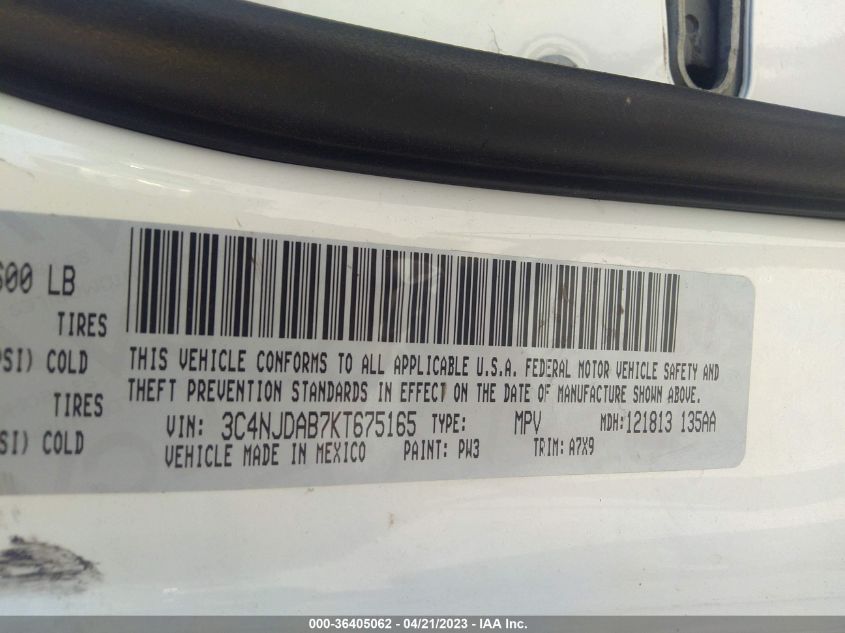 600 LB
TIRES
PSI) COLD
TIRES
SI) COLD
THIS VEHICLE CONFORMS TO ALL APPLICABLE U.S.A. FEDERAL MOTOR VEHICLE SAFETY AND
THEFT PREVENTION STANDARDS IN EFFECT ON THE DATE OF MANUFACTURE SHOWN ABOVE.
VIN: 3C4NJDAB7KT675165 TYPE: MPV MDH:121813 135AA
VEHICLE MADE IN MEXICO PAINT: PW3 TRIM: A7X9
000-36405062 - 04/21/2023 - IAA Inc.